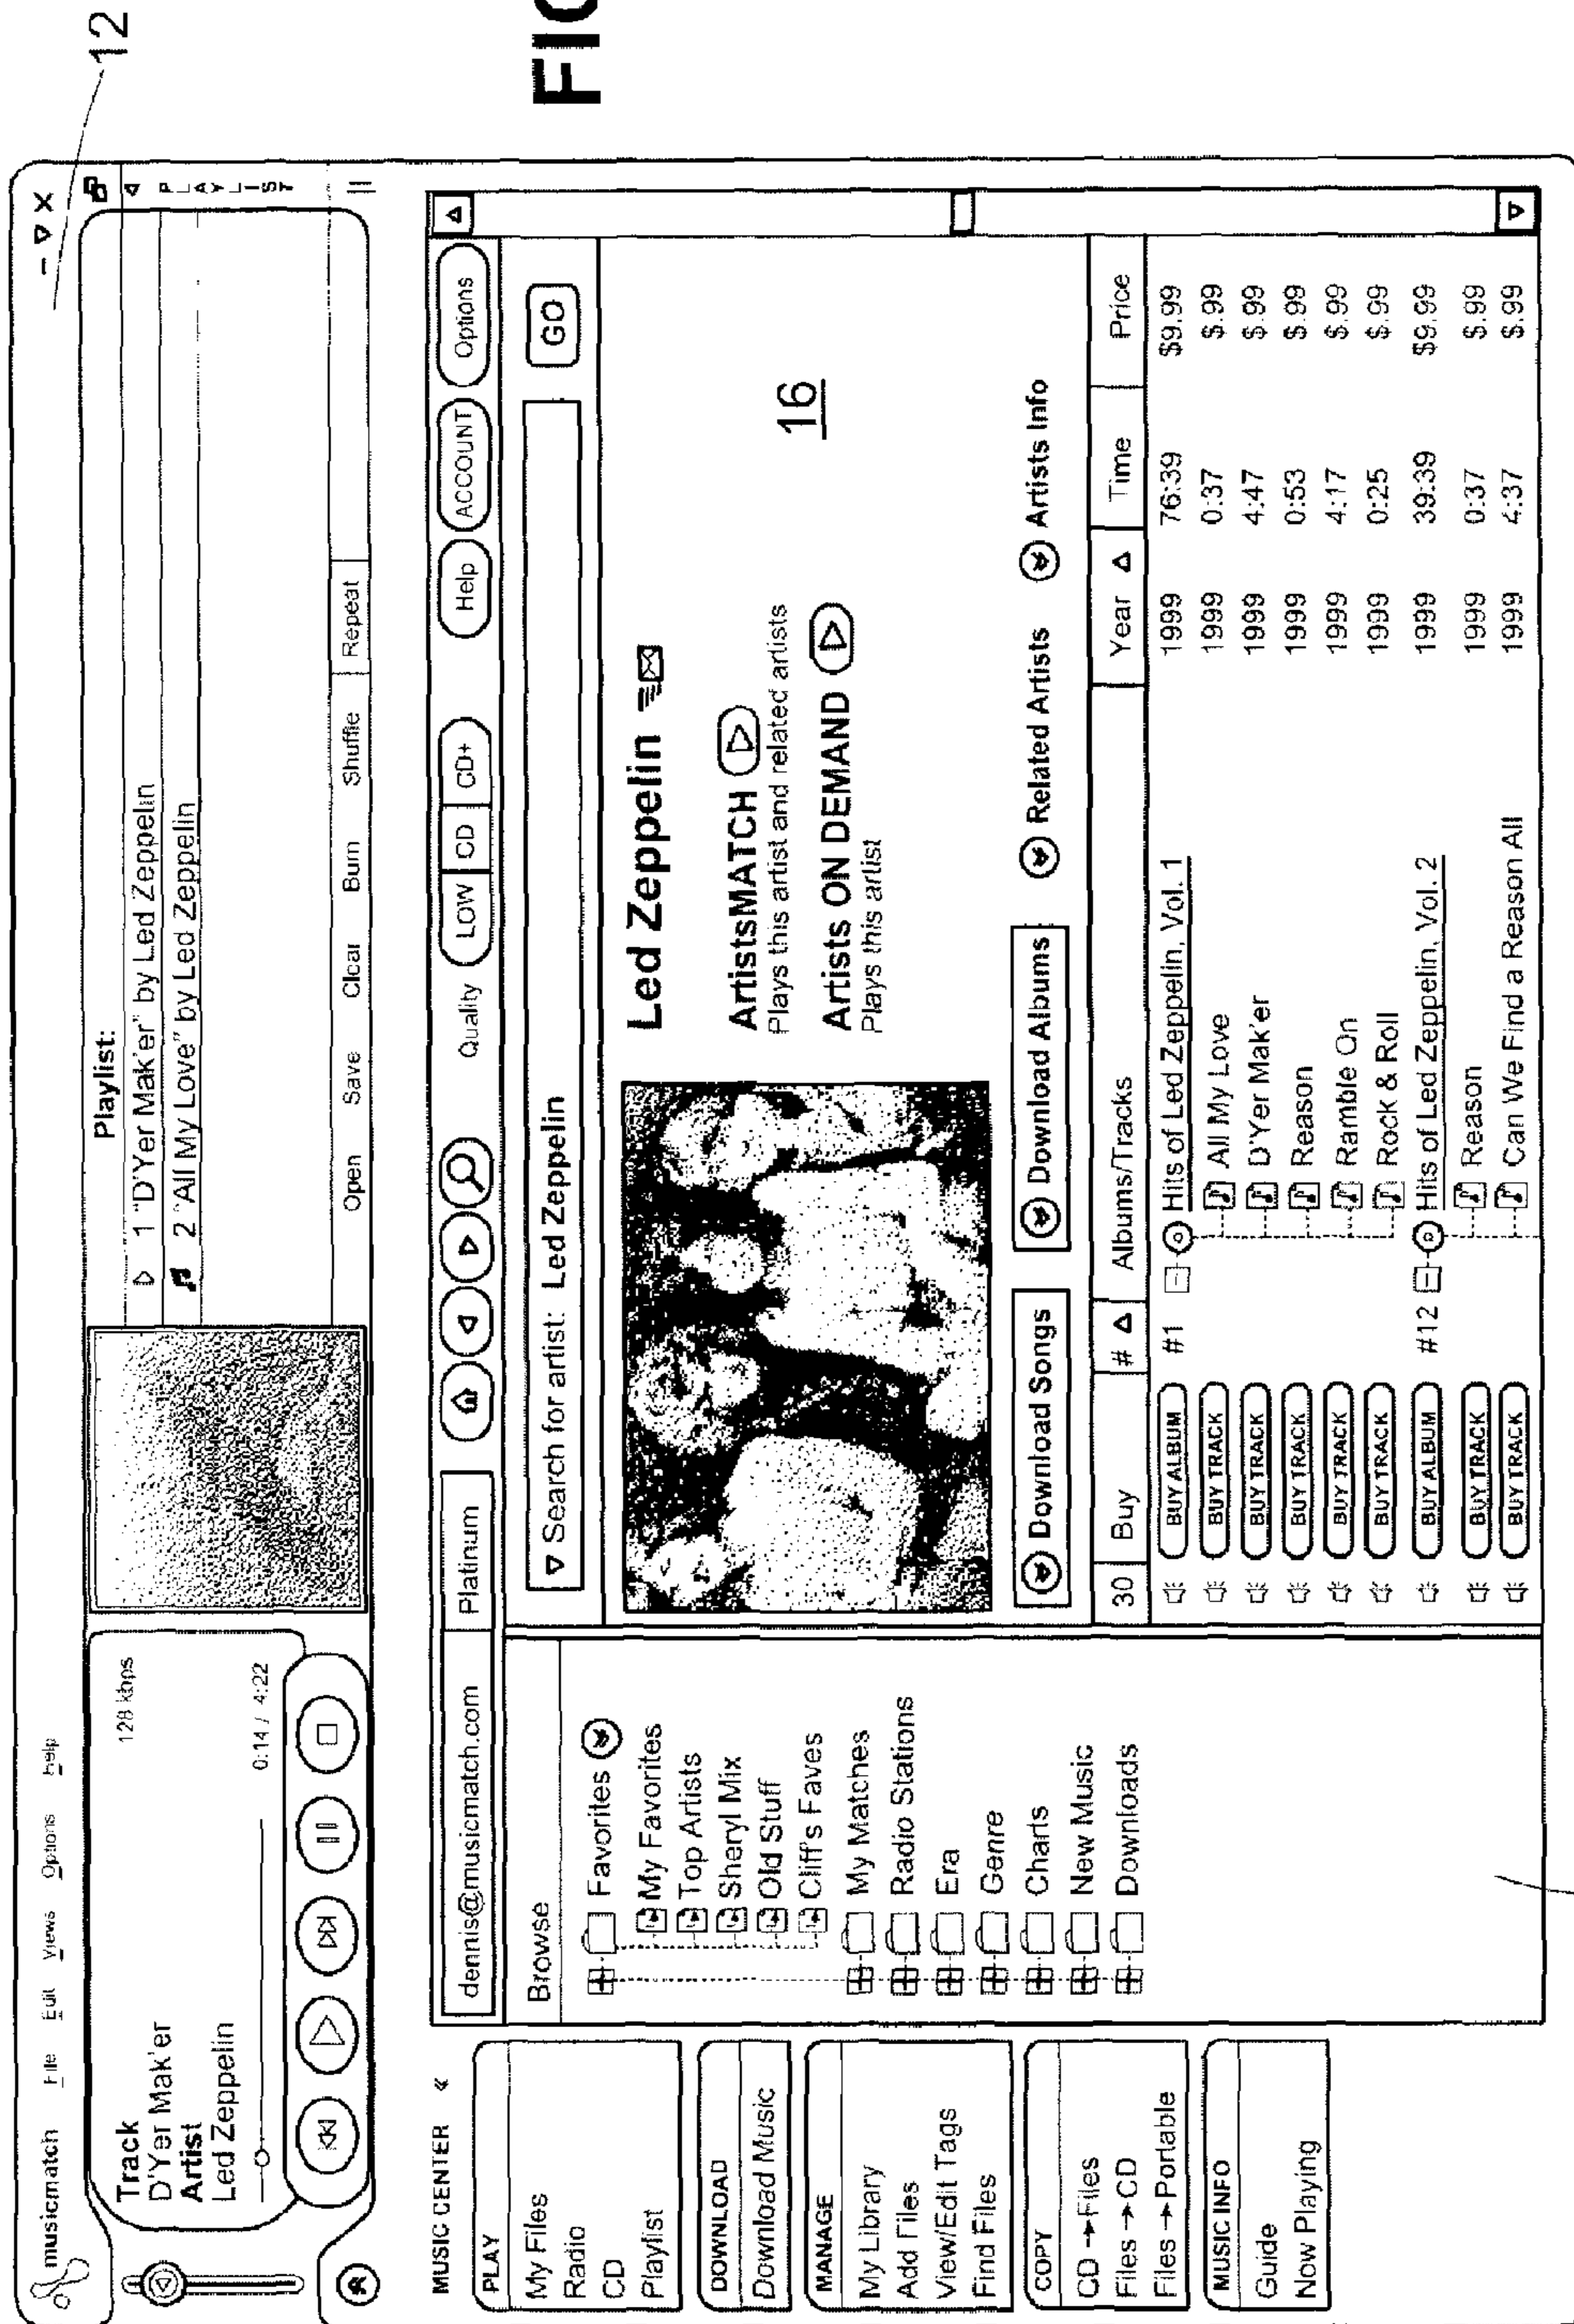 12
FIG
musicmatch File Edit Views Options Help
Track
D'Yer Mak'er
Artist
Led Zeppelin
128 kbps
0:14 / 4:22
Playlist:
1 "D'Yer Mak'er" by Led Zeppelin
2 "All My Love" by Led Zeppelin
Open Save Clear Burn Shuffle Repeat
PLAYLIST
MUSIC CENTER «
PLAY
My Files
Radio
CD
Playlist
DOWNLOAD
Download Music
MANAGE
My Library
Add Files
View/Edit Tags
Find Files
COPY
CD → Files
Files → CD
Files → Portable
MUSIC INFO
Guide
Now Playing
dennis@musicmatch.com Platinum Quality LOW CD CD+ Help ACCOUNT Options
Browse
Favorites
My Favorites
Top Artists
Sheryl Mix
Old Stuff
Cliff's Faves
My Matches
Radio Stations
Era
Genre
Charts
New Music
Downloads
Search for artist: Led Zeppelin GO
Led Zeppelin
ArtistsMATCH
Plays this artist and related artists
Artists ON DEMAND
Plays this artist
16
Download Songs Download Albums Related Artists Artists Info
30 Buy # Albums/Tracks Year Time Price
BUY ALBUM #1 Hits of Led Zeppelin, Vol. 1 1999 76:39 $9.99
BUY TRACK All My Love 1999 0:37 $.99
BUY TRACK D'Yer Mak'er 1999 4:47 $.99
BUY TRACK Reason 1999 0:53 $.99
BUY TRACK Ramble On 1999 4:17 $.99
BUY TRACK Rock & Roll 1999 0:25 $.99
BUY ALBUM #12 Hits of Led Zeppelin, Vol. 2 1999 39:39 $9.99
BUY TRACK Reason 1999 0:37 $.99
BUY TRACK Can We Find a Reason All 1999 4:37 $.99